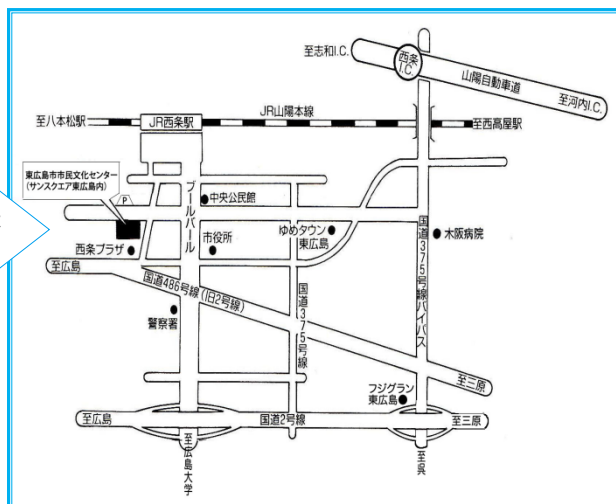 至志和I.C.
西条
I.C.
山陽自動車道
至河内I.C.
JR山陽本線
至八本松駅
JR西条駅
至西高屋駅
東広島市市民文化センター
(サンスクエア東広島内)
P
中央公民館
ブールバール
西条プラザ
市役所
ゆめタウン
東広島
国道375号線バイパス
木阪病院
至広島
国道486号線(旧2号線)
国道375号線
警察署
至三原
フジグラン
東広島
至広島
国道2号線
至三原
至広島大学
至呉